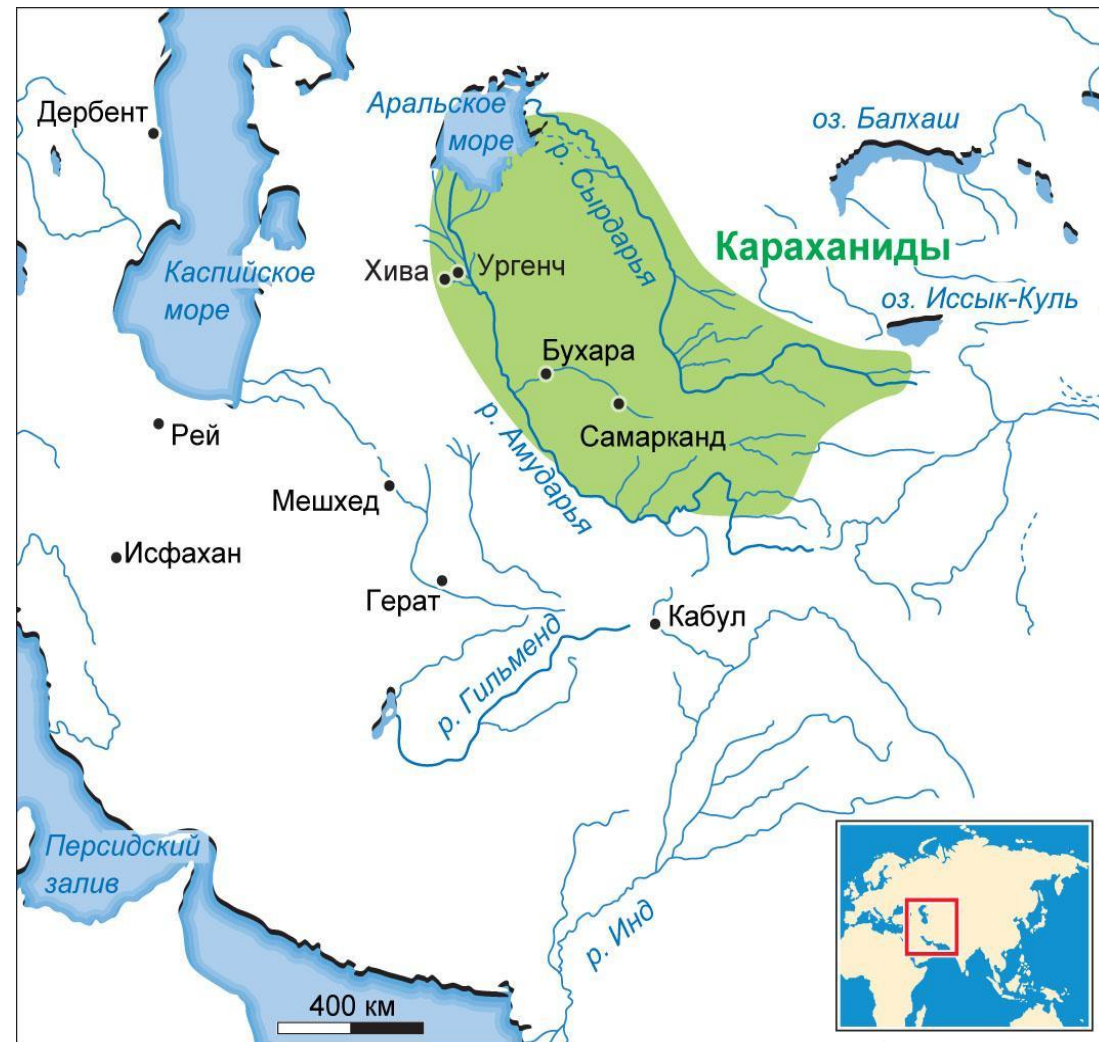 Дербент
Аральское
море
оз. Балхаш
р. Сырдарья
Караханиды
Каспийское
море
Хива
Ургенч
оз. Иссык-Куль
Бухара
Рей
Самарканд
р. Амударья
Мешхед
Исфахан
Герат
Кабул
р. Гильменд
Персидский
залив
р. Инд
400 км